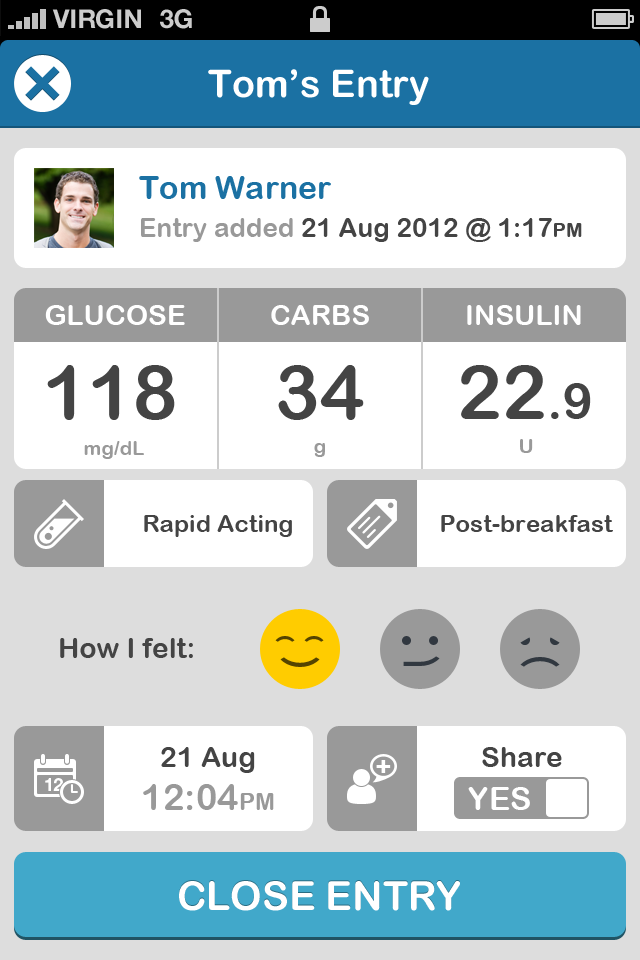 VIRGIN 3G
Tom’s Entry
Tom Warner
Entry added 21 Aug 2012 @ 1:17PM
GLUCOSE CARBS INSULIN
118 34 22.9
mg/dL g U
Rapid Acting Post-breakfast
How I felt:
21 Aug Share
12 12:04PM YES
CLOSE ENTRY